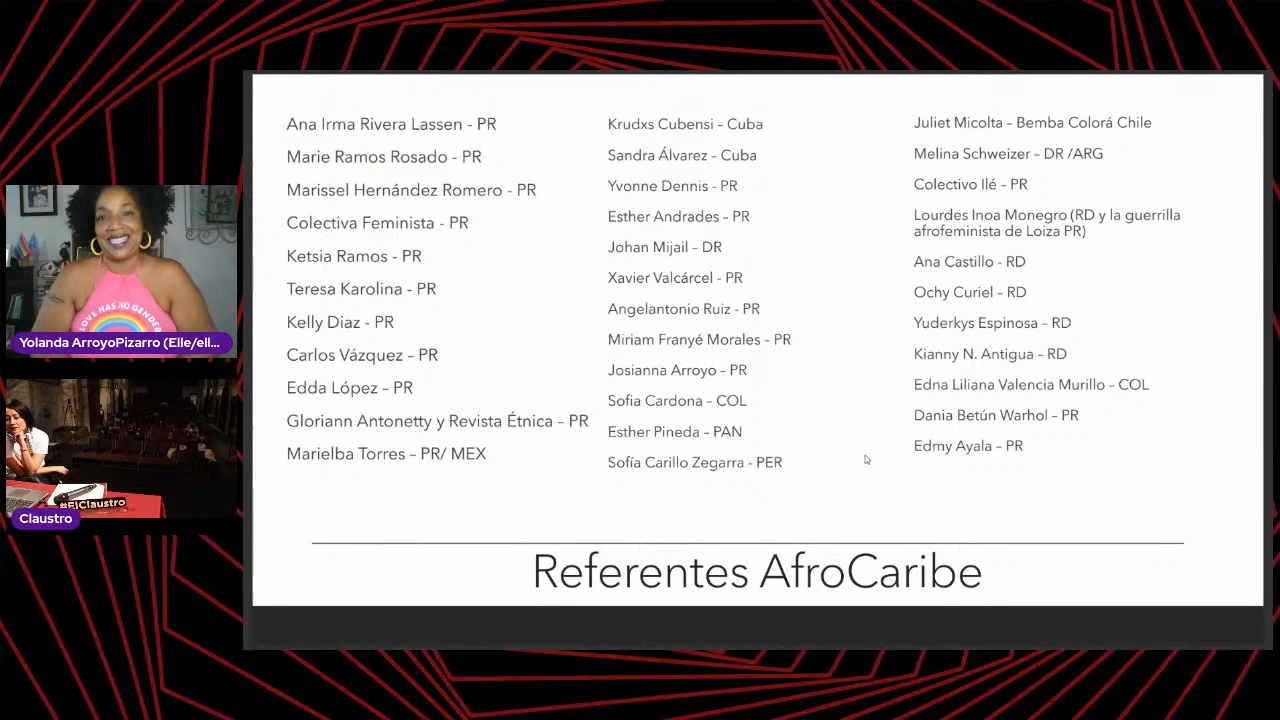 Ana Irma Rivera Lassen - PR
Marie Ramos Rosado - PR
Marissel Hernández Romero - PR
Colectiva Feminista - PR
Ketsia Ramos - PR
Teresa Karolina - PR
Kelly Diaz - PR
Carlos Vázquez – PR
Edda López – PR
Gloriann Antonetty y Revista Étnica – PR
Marielba Torres – PR/ MEX
Krudxs Cubensi – Cuba
Sandra Álvarez – Cuba
Yvonne Dennis - PR
Esther Andrades – PR
Johan Mijail – DR
Xavier Valcárcel - PR
Angelantonio Ruiz - PR
Miriam Franyé Morales – PR
Josianna Arroyo – PR
Sofia Cardona – COL
Esther Pineda – PAN
Sofía Carillo Zegarra - PER
Juliet Micolta – Bemba Colorá Chile
Melina Schweizer – DR /ARG
Colectivo Ilé – PR
Lourdes Inoa Monegro (RD y la guerrilla
afrofeminista de Loiza PR)
Ana Castillo - RD
Ochy Curiel – RD
Yuderkys Espinosa – RD
Kianny N. Antigua – RD
Edna Liliana Valencia Murillo – COL
Dania Betún Warhol – PR
Edmy Ayala – PR
Referentes AfroCaribe
LOVE HAS NO GENDER
Yolanda ArroyoPizarro (Elle/ell...
#ElClaustro
Claustro